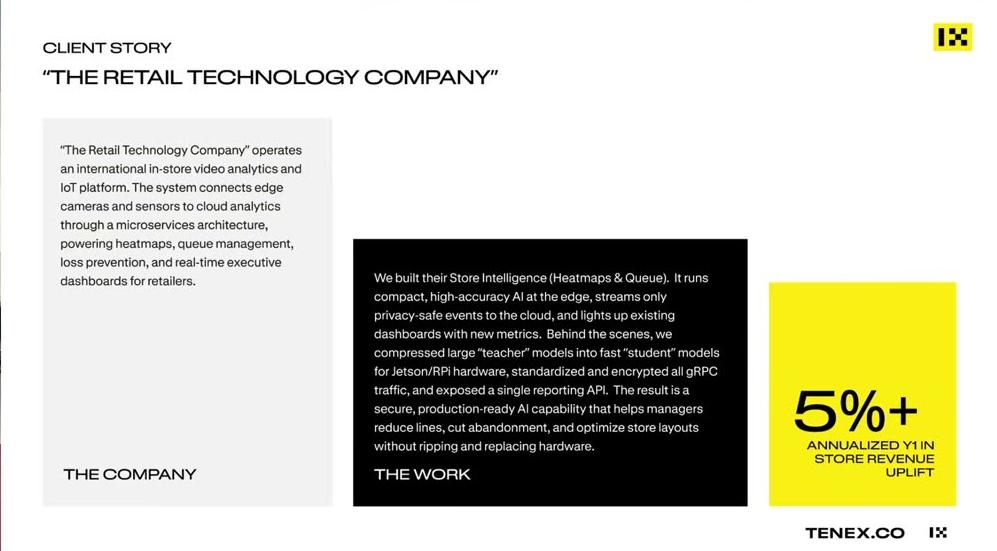 CLIENT STORY
“THE RETAIL TECHNOLOGY COMPANY”
“The Retail Technology Company” operates
an international in-store video analytics and
IoT platform. The system connects edge
cameras and sensors to cloud analytics
through a microservices architecture,
powering heatmaps, queue management,
loss prevention, and real-time executive
dashboards for retailers.
THE COMPANY
We built their Store Intelligence (Heatmaps & Queue).  It runs
compact, high-accuracy AI at the edge, streams only
privacy-safe events to the cloud, and lights up existing
dashboards with new metrics.  Behind the scenes, we
compressed large “teacher” models into fast “student” models
for Jetson/RPi hardware, standardized and encrypted all gRPC
traffic, and exposed a single reporting API.  The result is a
secure, production-ready AI capability that helps managers
reduce lines, cut abandonment, and optimize store layouts
without ripping and replacing hardware.
THE WORK
5%+
ANNUALIZED Y1 IN
STORE REVENUE
UPLIFT
TENEX.CO